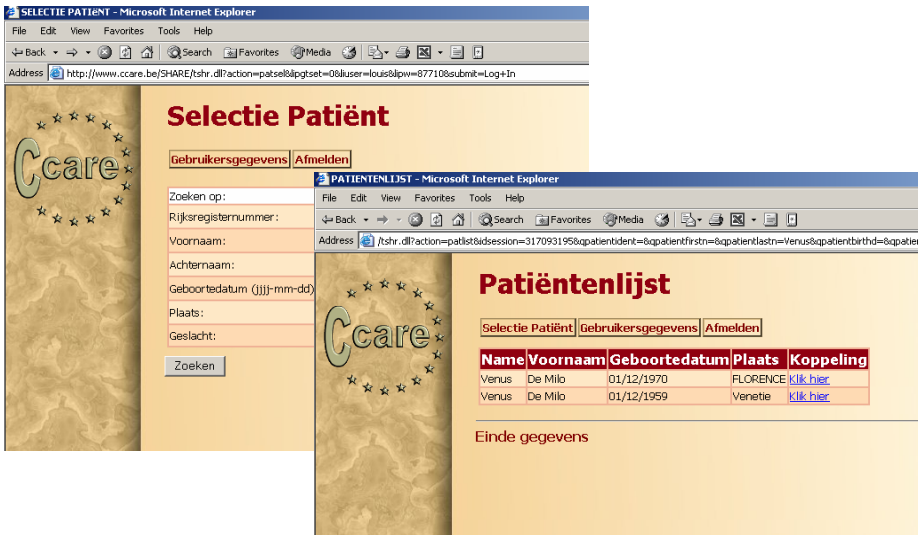 SELECTIE PATIëNT - Microsoft Internet Explorer
File Edit View Favorites Tools Help
Back Search Favorites Media
Address http://www.ccare.be/SHARE/tshr.dll?action=patsel&lipgtset=0&liuser=louis&lipw=87710&submit=Log+In
Ccare
Selectie Patiënt
Gebruikersgegevens Afmelden
Zoeken op:
Rijksregisternummer:
Voornaam:
Achternaam:
Geboortedatum (jjjj-mm-dd)
Plaats:
Geslacht:
Zoeken
PATIENTENLIJST - Microsoft Internet Explorer
File Edit View Favorites Tools Help
Back Search Favorites Media
Address /tshr.dll?action=patlist&idsession=317093195&qpatientident=&qpatientfirstn=&qpatientlastn=Venus&qpatientbirthd=&qpatie
Ccare
Patiëntenlijst
Selectie Patiënt Gebruikersgegevens Afmelden
Name Voornaam Geboortedatum Plaats Koppeling
Venus De Milo 01/12/1970 FLORENCE Klik hier
Venus De Milo 01/12/1959 Venetie Klik hier
Einde gegevens